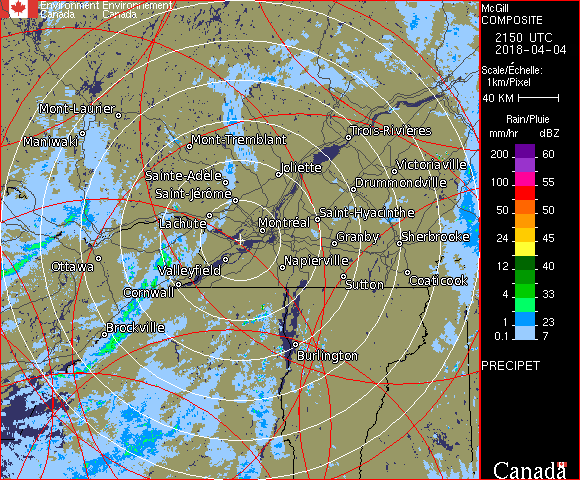 Environment Environnement
Canada Canada
McGill
COMPOSITE
2150 UTC
2018-04-04
Scale/Échelle:
1km/Pixel
40 KM
Rain/Pluie
mm/hr dBZ
200 60
155 57
100 55
50 50
24 45
12 40
4 33
1 23
0.1 7
PRECIPET
Canada
Mont-Laurier
Maniwaki
Trois-Rivières
Mont-Tremblant
Victoriaville
Joliette
Sainte-Adèle
Drummondville
Saint-Jérôme
Saint-Hyacinthe
Lachute
Montréal
Granby
Sherbrooke
Napierville
Ottawa
Valleyfield
Coaticook
Sutton
Cornwall
Brockville
Burlington